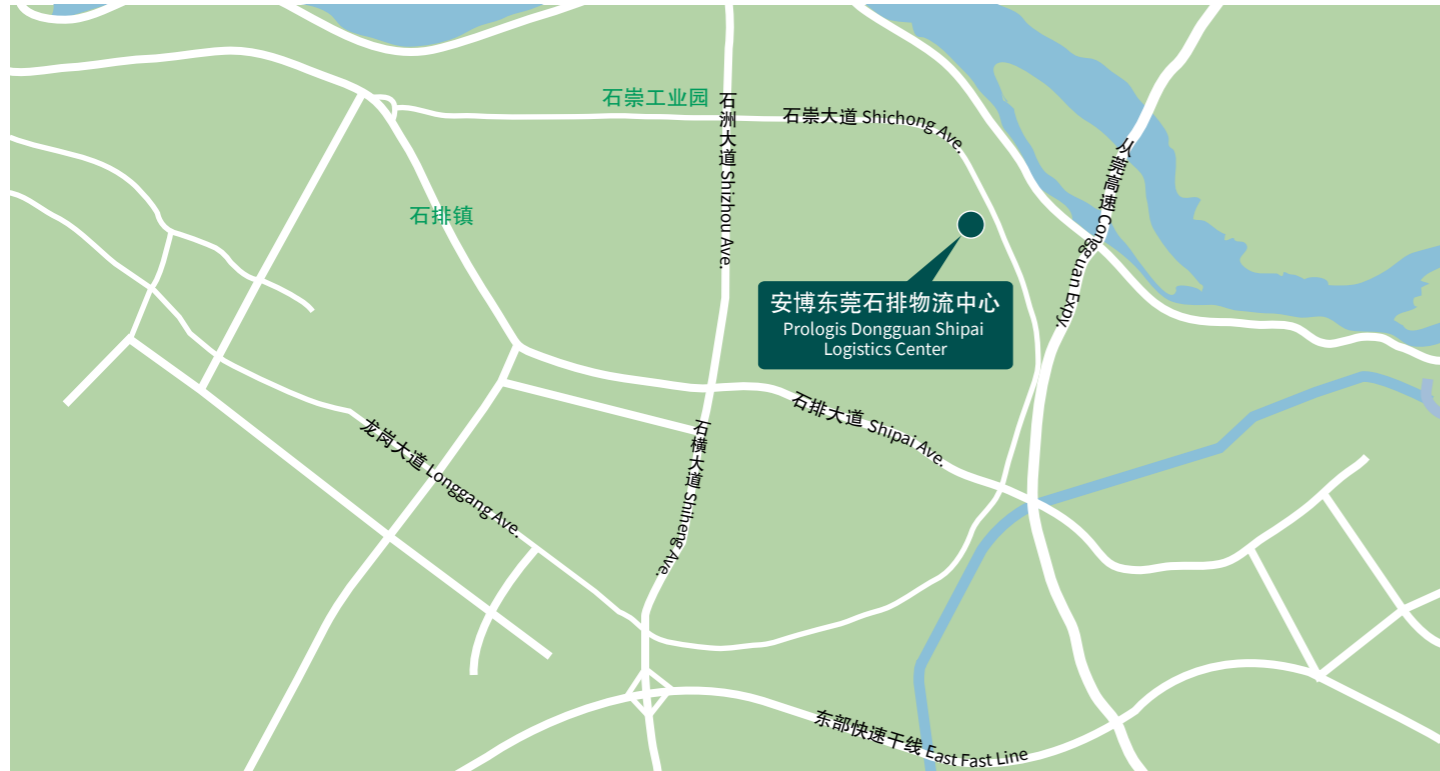 石崇工业园
石洲大道 Shizhou Ave.
石崇大道 Shichong Ave.
从莞高速 Congguan Expy.
石排镇
安博东莞石排物流中心
Prologis Dongguan Shipai
Logistics Center
石排大道 Shipai Ave.
龙岗大道 Longgang Ave.
石横大道 Shiheng Ave.
东部快速干线 East Fast Line